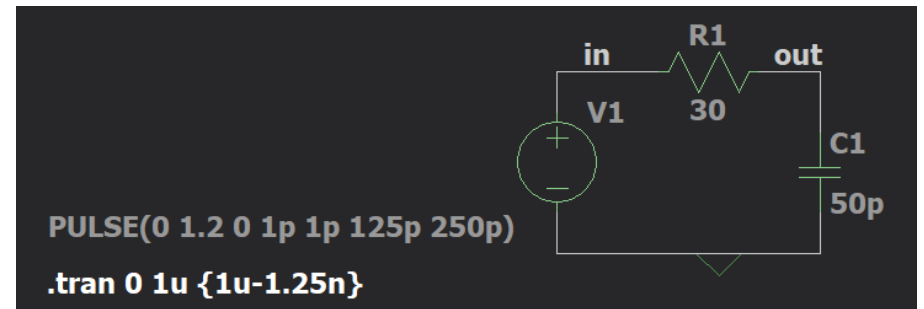 R1
in
out
V1
30
C1
50p
PULSE(0 1.2 0 1p 1p 125p 250p)
.tran 0 1u {1u-1.25n}